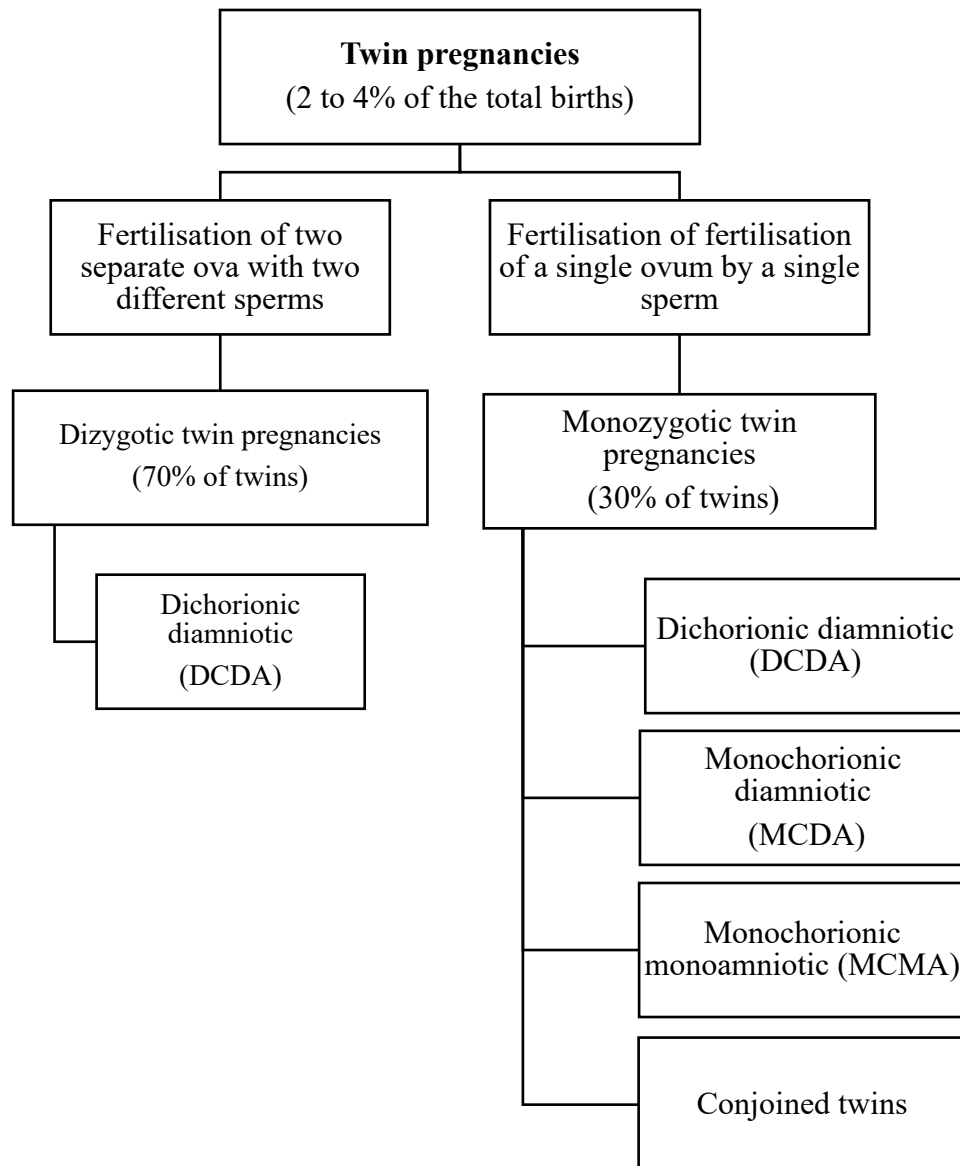 Twin pregnancies
(2 to 4% of the total births)
Fertilisation of two
separate ova with two
different sperms
Fertilisation of fertilisation
of a single ovum by a single
sperm
Dizygotic twin pregnancies
(70% of twins)
Monozygotic twin
pregnancies
(30% of twins)
Dichorionic
diamniotic
(DCDA)
Dichorionic diamniotic
(DCDA)
Monochorionic
diamniotic
(MCDA)
Monochorionic
monoamniotic (MCMA)
Conjoined twins